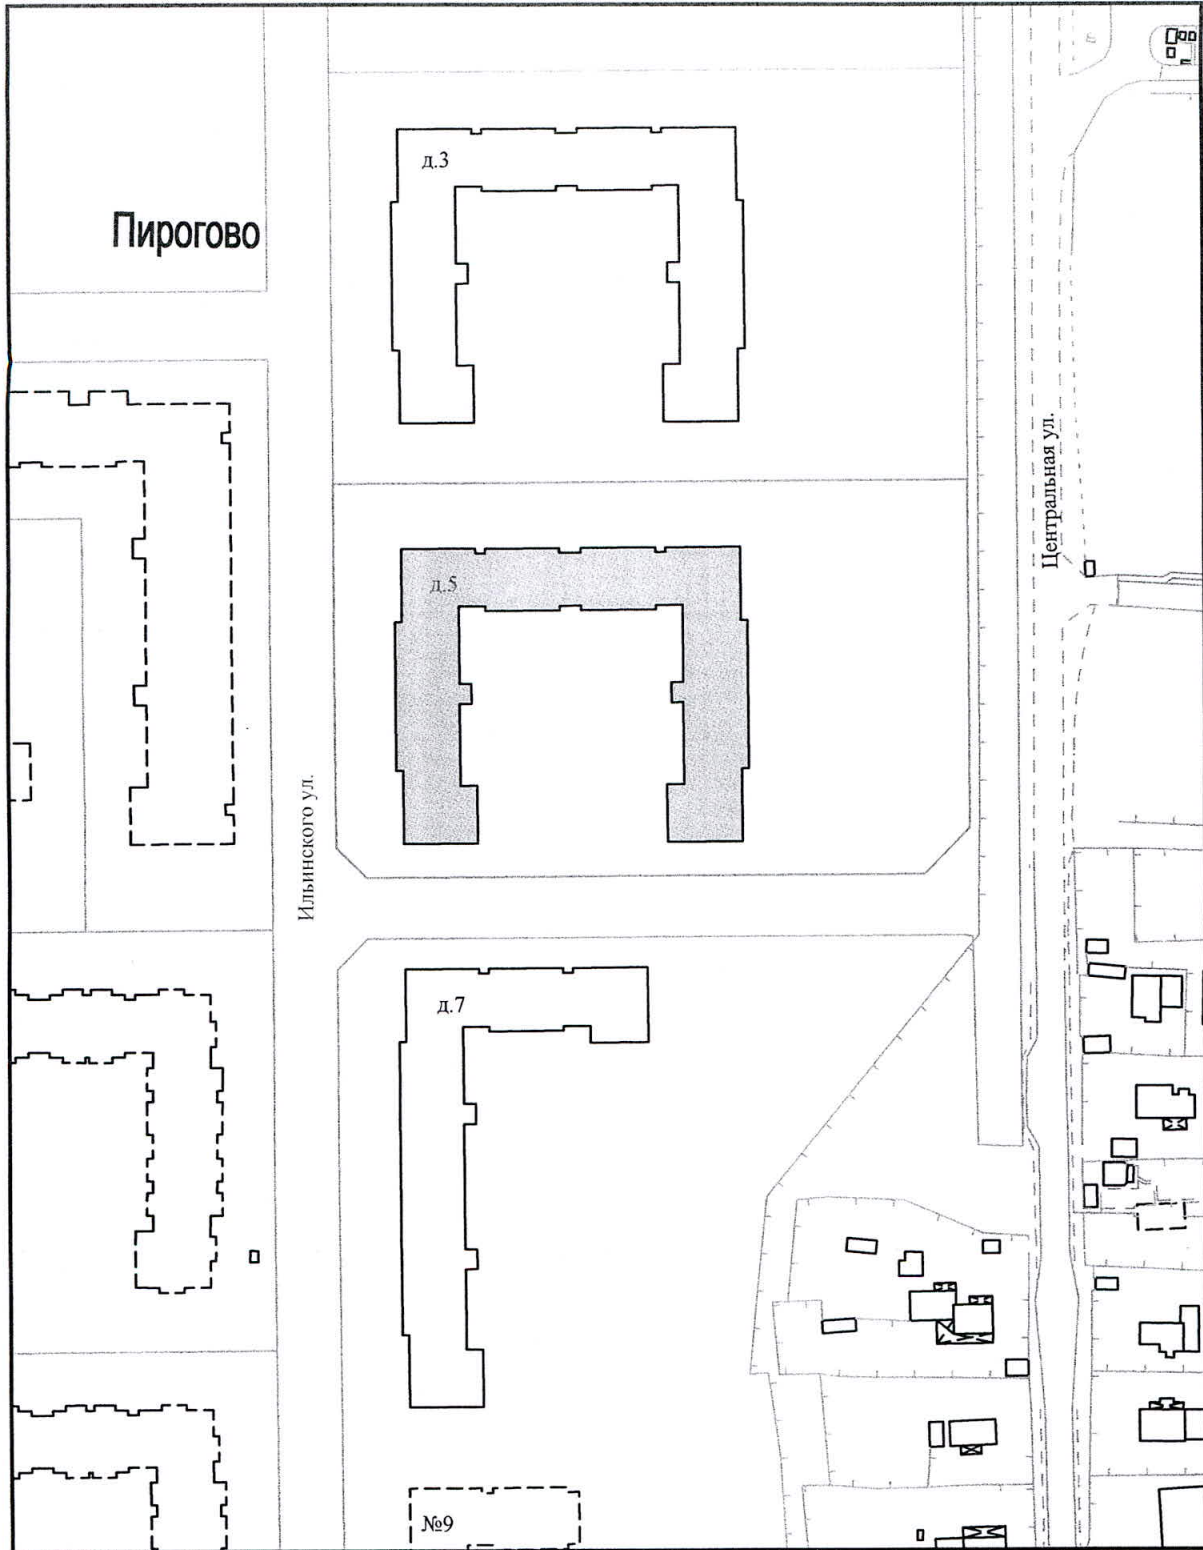 д.3
Пирогово
Центральная ул.
д.5
Ильинского ул.
д.7
№9